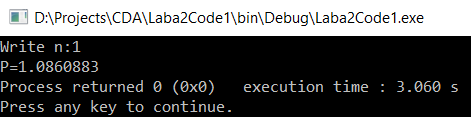 D:\Projects\CDA\Laba2Code1\bin\Debug\Laba2Code1.exe
Write n:1
P=1.0860883
Process returned 0 (0x0)   execution time : 3.060 s
Press any key to continue.